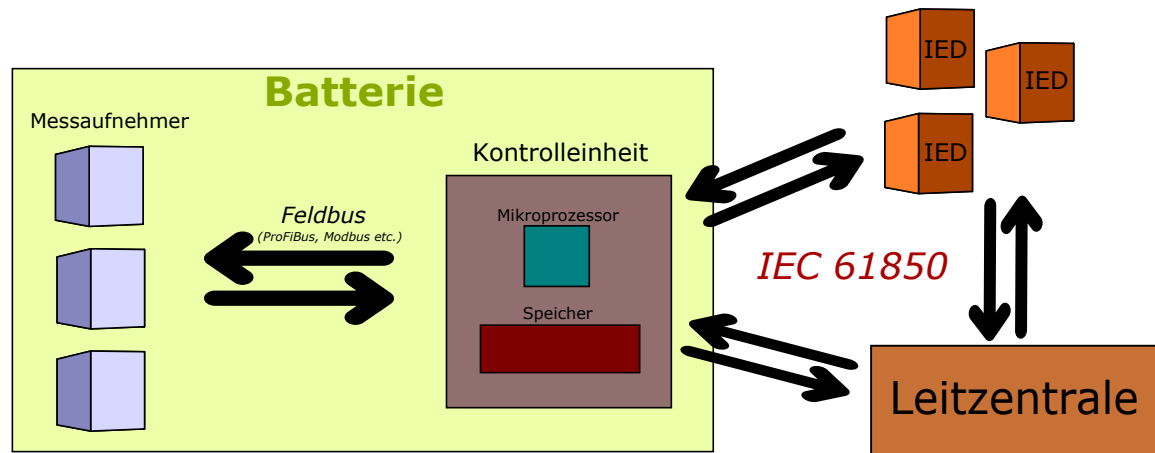 Batterie
Messaufnehmer
Kontrolleinheit
Feldbus
(ProFiBus, Modbus etc.)
Mikroprozessor
Speicher
IED
IED
IED
IEC 61850
Leitzentrale